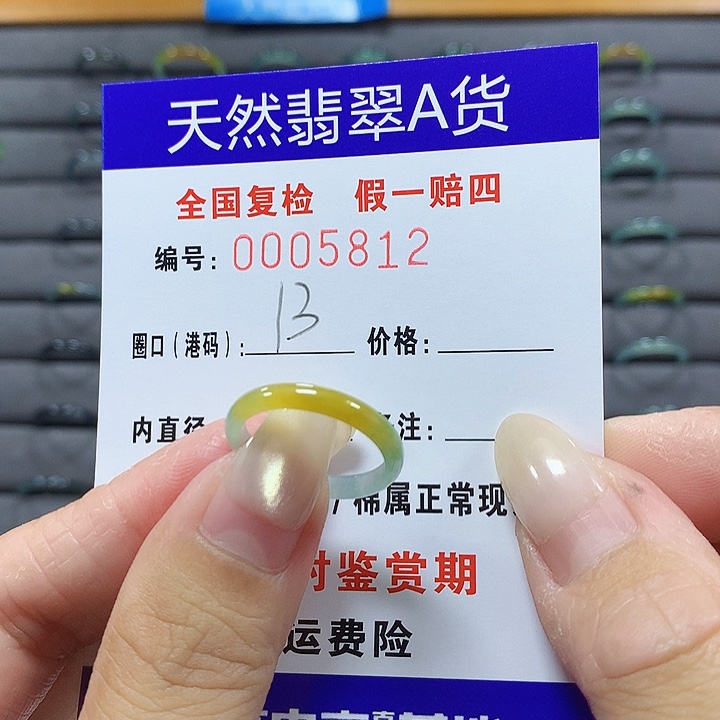 天然翡翠A货
全国复检 假一赔四
编号: 0005812
圈口(港码): 13 价格:
内直径 注:
/棉属正常现
时鉴赏期
运费险